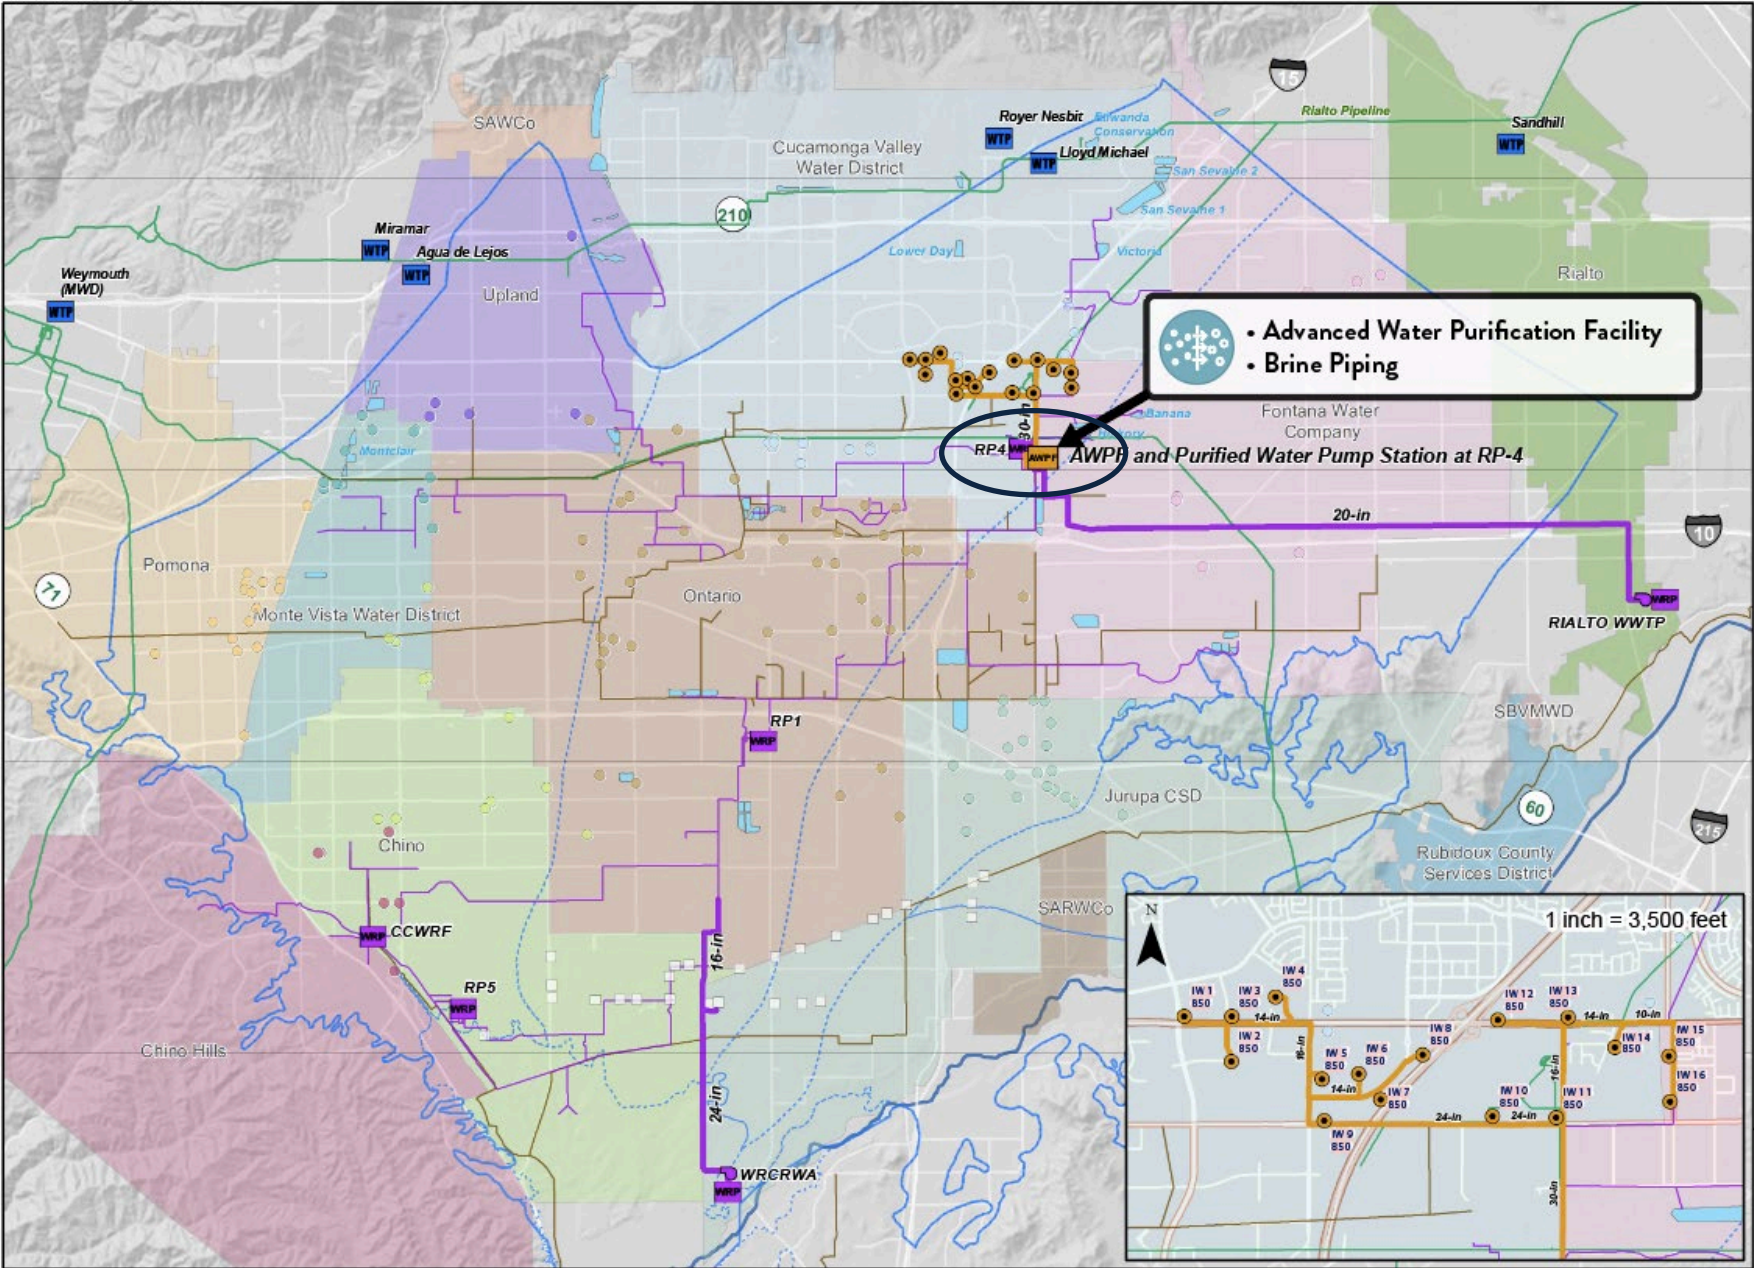 15
Rialto Pipeline
Royer Nesbit
WTP
Etiwanda
Conservation
Sandhill
WTP
SAWCo
Cucamonga Valley
Water District
Lloyd Michael
WTP
San Sevaine 2
San Sevaine 1
210
Miramar
WTP
Agua de Lejos
WTP
Lower Day
Victoria
Weymouth
(MWD)
WTP
Upland
Rialto
• Advanced Water Purification Facility
• Brine Piping
30-in
Banana
Hickory
Fontana Water
Company
Montclair
RP4
AWPF
AWPF and Purified Water Pump Station at RP-4
20-in
10
Pomona
71
Monte Vista Water District
Ontario
WRP
RIALTO WWTP
RP1
WRP
SBVMWD
Jurupa CSD
60
215
Chino
Rubidoux County
Services District
SARWCo
WRP
CCWRF
16-in
RP5
WRP
Chino Hills
24-in
WRCRWA
WRP
N
1 inch = 3,500 feet
IW 1
850
IW 3
850
IW 4
850
14-in
IW 2
850
16-in
IW 5
850
IW 6
850
IW 8
850
14-in
IW 7
850
IW 9
850
24-in
IW 10
850
24-in
IW 11
850
IW 12
850
IW 13
850
14-in
10-in
IW 14
850
IW 15
850
16-in
IW 16
850
30-in